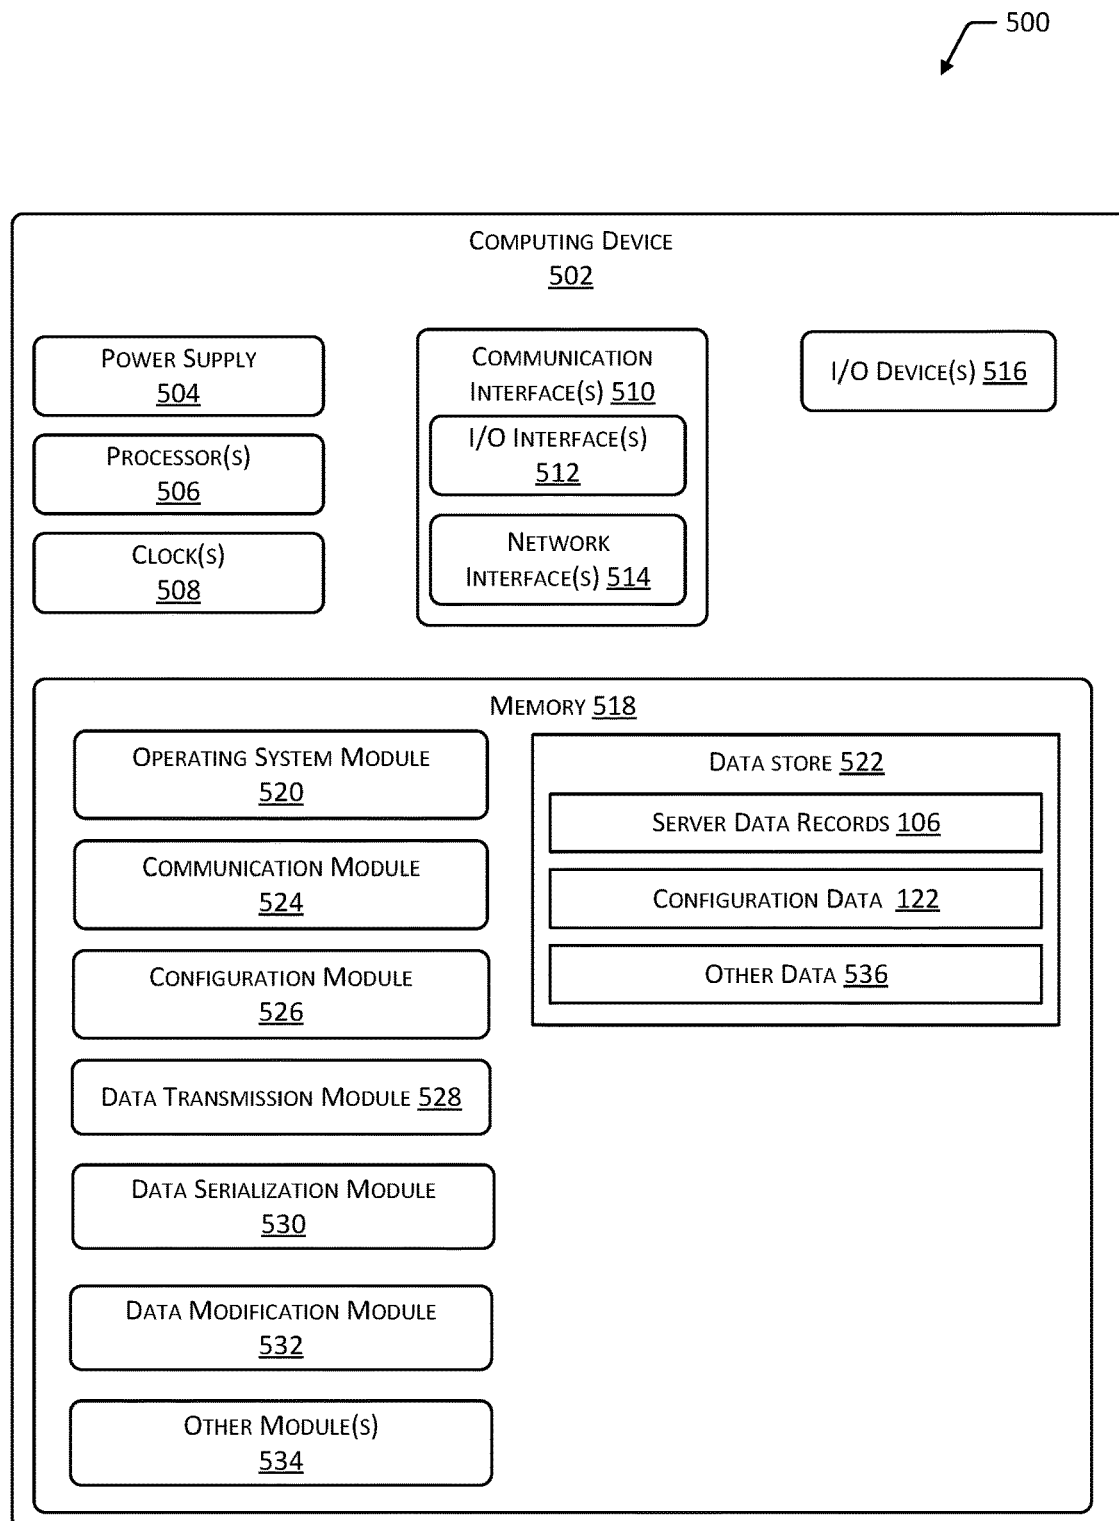 500
COMPUTING DEVICE
502
POWER SUPPLY
504
PROCESSOR(S)
506
CLOCK(S)
508
COMMUNICATION
INTERFACE(S) 510
I/O INTERFACE(S)
512
NETWORK
INTERFACE(S) 514
I/O DEVICE(S) 516
MEMORY 518
OPERATING SYSTEM MODULE
520
COMMUNICATION MODULE
524
CONFIGURATION MODULE
526
DATA TRANSMISSION MODULE 528
DATA SERIALIZATION MODULE
530
DATA MODIFICATION MODULE
532
OTHER MODULE(S)
534
DATA STORE 522
SERVER DATA RECORDS 106
CONFIGURATION DATA 122
OTHER DATA 536